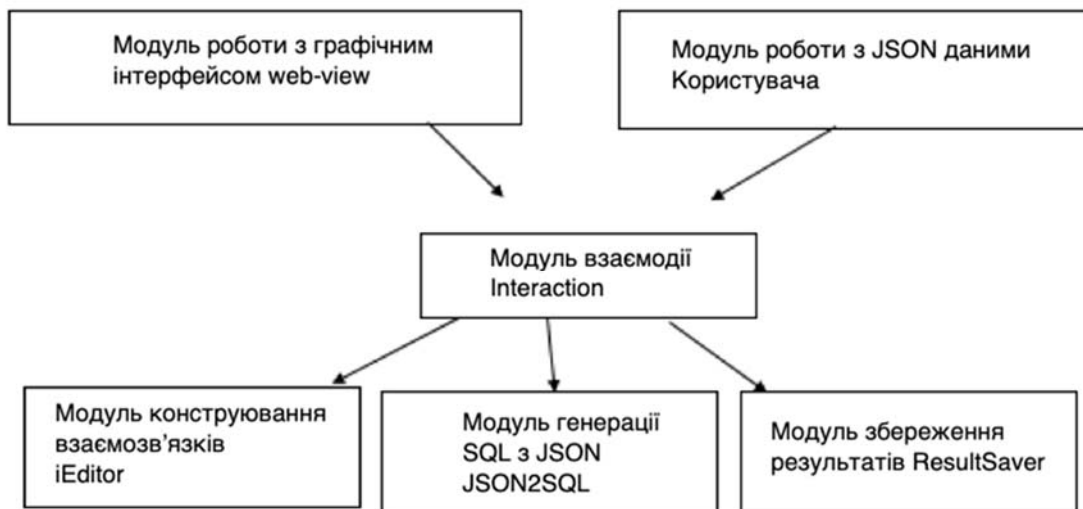 Модуль роботи з графічним
інтерфейсом web-view
Модуль роботи з JSON даними
Користувача
Модуль взаємодії
Interaction
Модуль конструювання
взаємозв'язків
iEditor
Модуль генерації
SQL з JSON
JSON2SQL
Модуль збереження
результатів ResultSaver